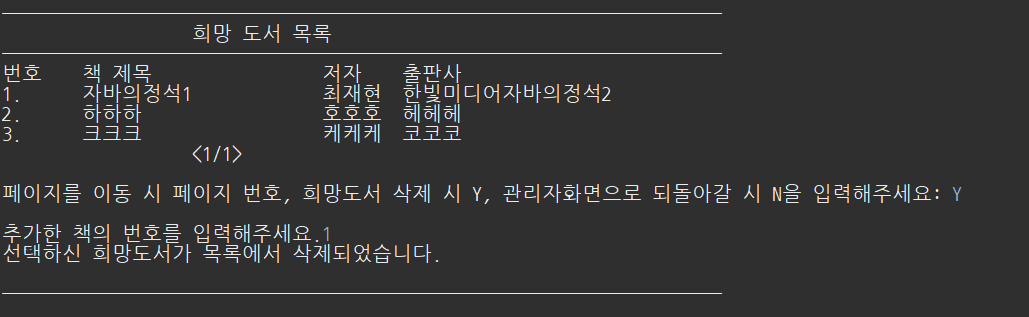 희망 도서 목록
번호 책 제목 저자 출판사
1. 자바의정석1 최재현 한빛미디어자바의정석2
2. 하하하 호호호 헤헤헤
3. 크크크 케케케 코코코
<1/1>
페이지를 이동 시 페이지 번호, 희망도서 삭제 시 Y, 관리자화면으로 되돌아갈 시 N을 입력해주세요: Y
추가한 책의 번호를 입력해주세요.1
선택하신 희망도서가 목록에서 삭제되었습니다.